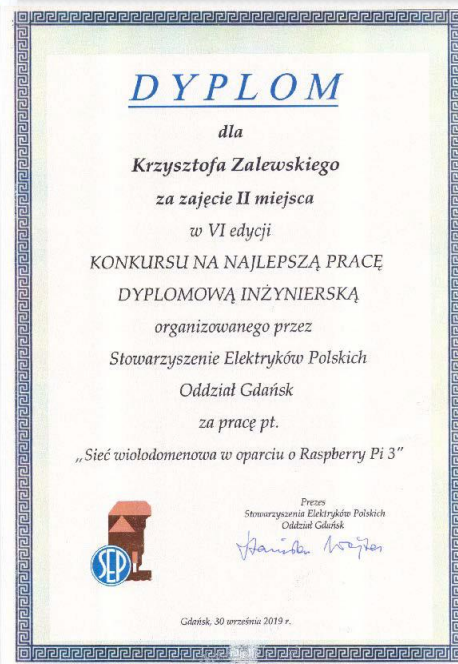 DYPLOM
dla
Krzysztofa Zalewskiego
za zajęcie II miejsca
w VI edycji
KONKURSU NA NAJLEPSZĄ PRACĘ
DYPLOMOWĄ INŻYNIERSKĄ
organizowanego przez
Stowarzyszenie Elektryków Polskich
Oddział Gdańsk
za pracę pt.
„Sieć wiolodomenowa w oparciu o Raspberry Pi 3”
Prezes
Stowarzyszenia Elektryków Polskich
Oddział Gdańsk
SEP
Gdańsk, 30 września 2019 r.